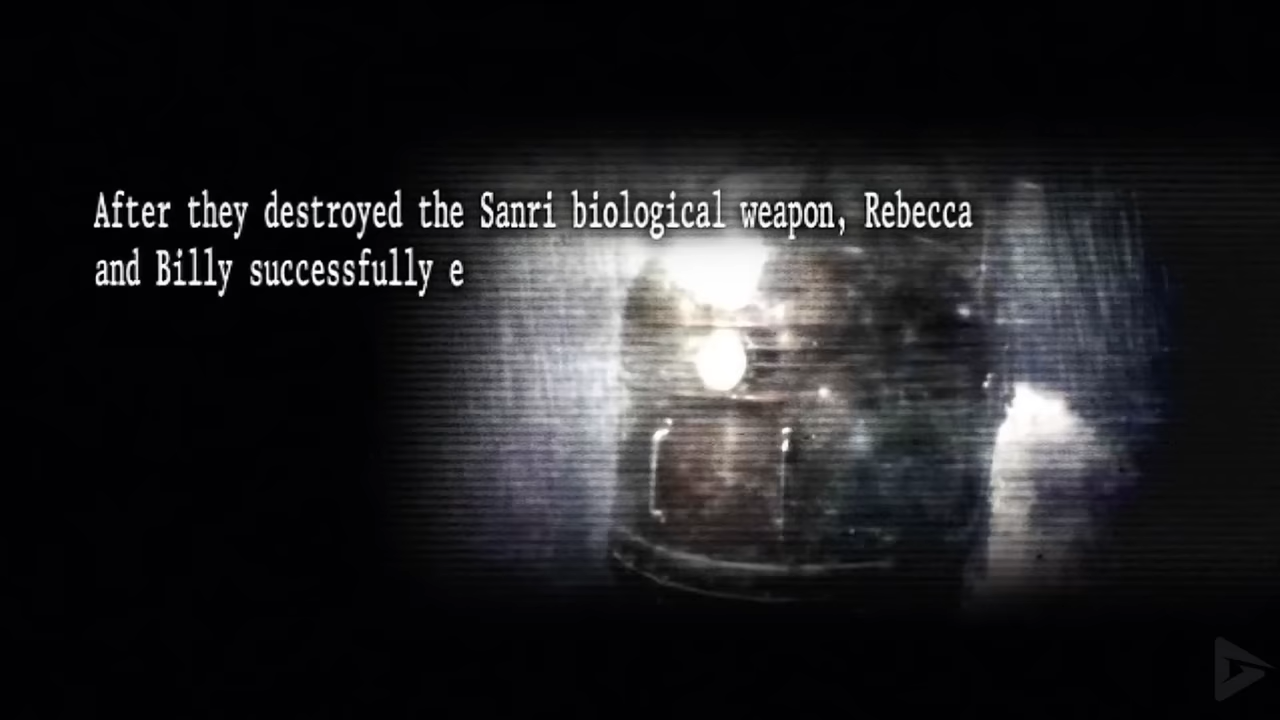 After they destroyed the Sanri biological weapon, Rebecca
and Billy successfully e